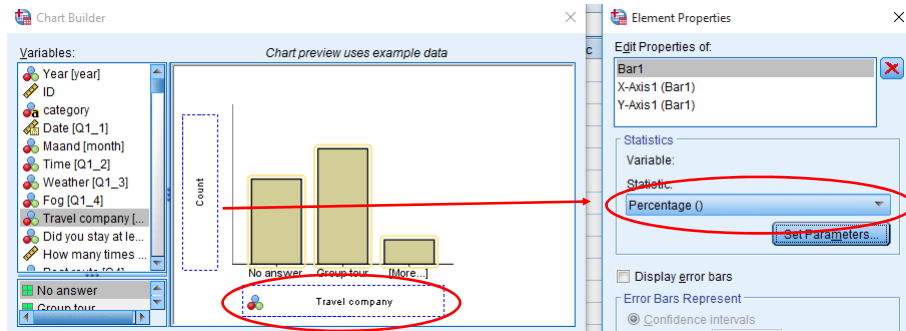 Chart Builder
Variables:
Chart preview uses example data
Year [year]
ID
category
Date [Q1_1]
Maand [month]
Time [Q1_2]
Weather [Q1_3]
Fog [Q1_4]
Travel company [...
Did you stay at le...
How many times ...
No answer
Group tour
Count
No answer
Group tour
[More...]
Travel company
c
Element Properties
Edit Properties of:
Bar1
X-Axis1 (Bar1)
Y-Axis1 (Bar1)
Statistics
Variable:
Statistic:
Percentage ()
Set Parameters...
Display error bars
Error Bars Represent
Confidence intervals